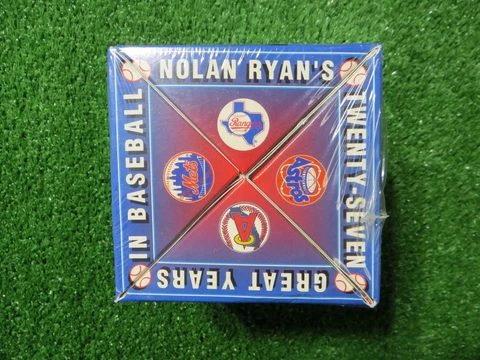 NOLAN RYAN'S
TWENTY-SEVEN
GREAT YEARS
IN BASEBALL
Rangers
Mets
Astros
A